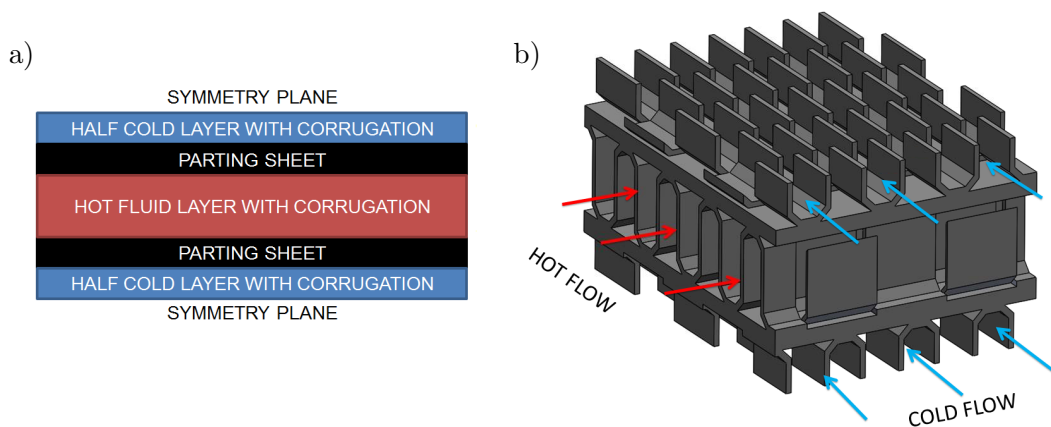 a)
SYMMETRY PLANE
HALF COLD LAYER WITH CORRUGATION
PARTING SHEET
HOT FLUID LAYER WITH CORRUGATION
PARTING SHEET
HALF COLD LAYER WITH CORRUGATION
SYMMETRY PLANE
b)
HOT FLOW
COLD FLOW